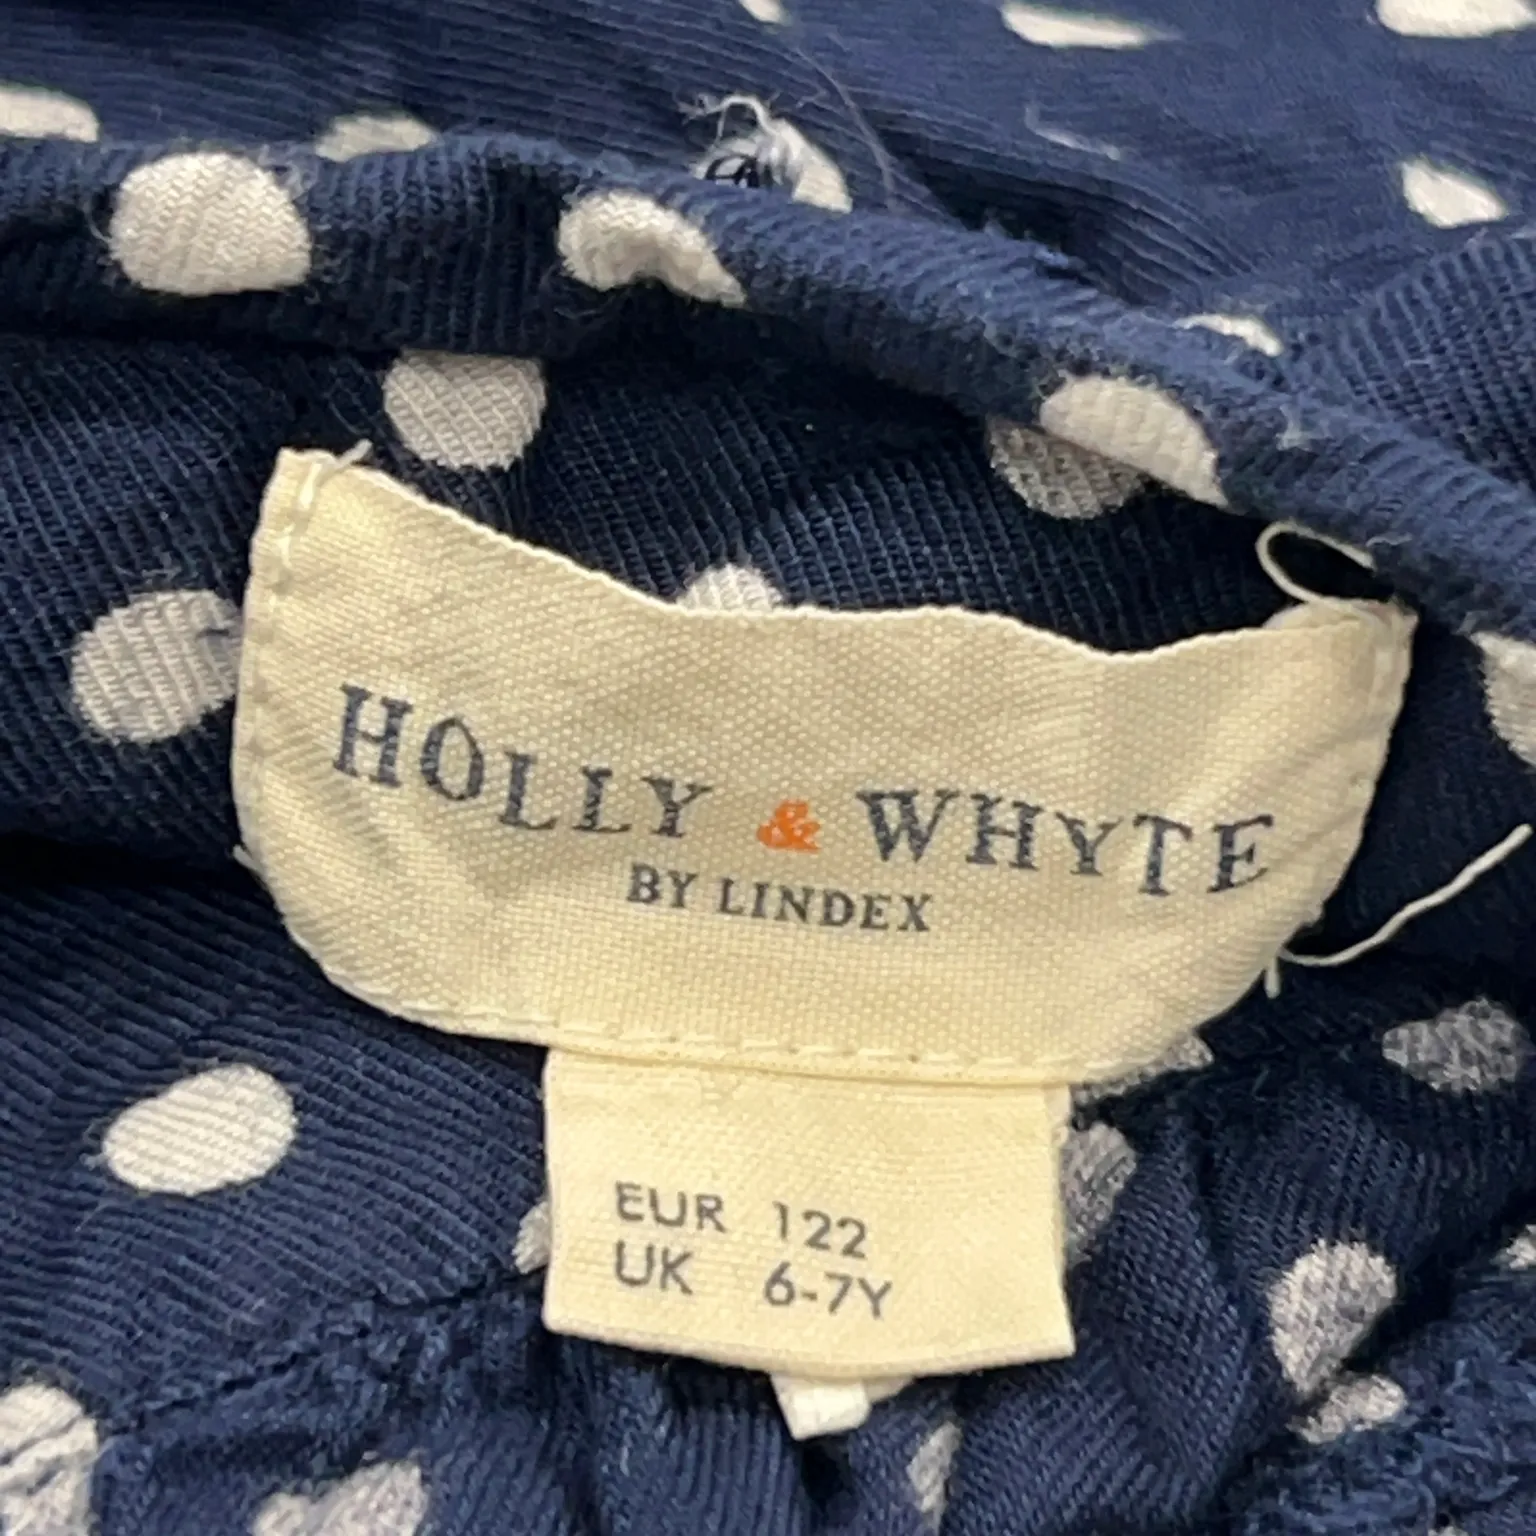 HOLLY & WHYTE
BY LINDEX
EUR 122
UK 6-7Y